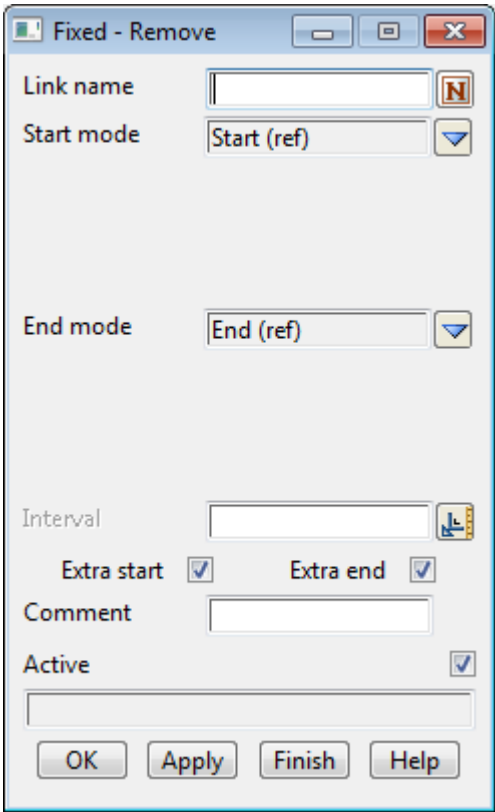 Fixed - Remove
Link name
N
Start mode Start (ref)
End mode End (ref)
Interval
Extra start Extra end
Comment
Active
OK Apply Finish Help